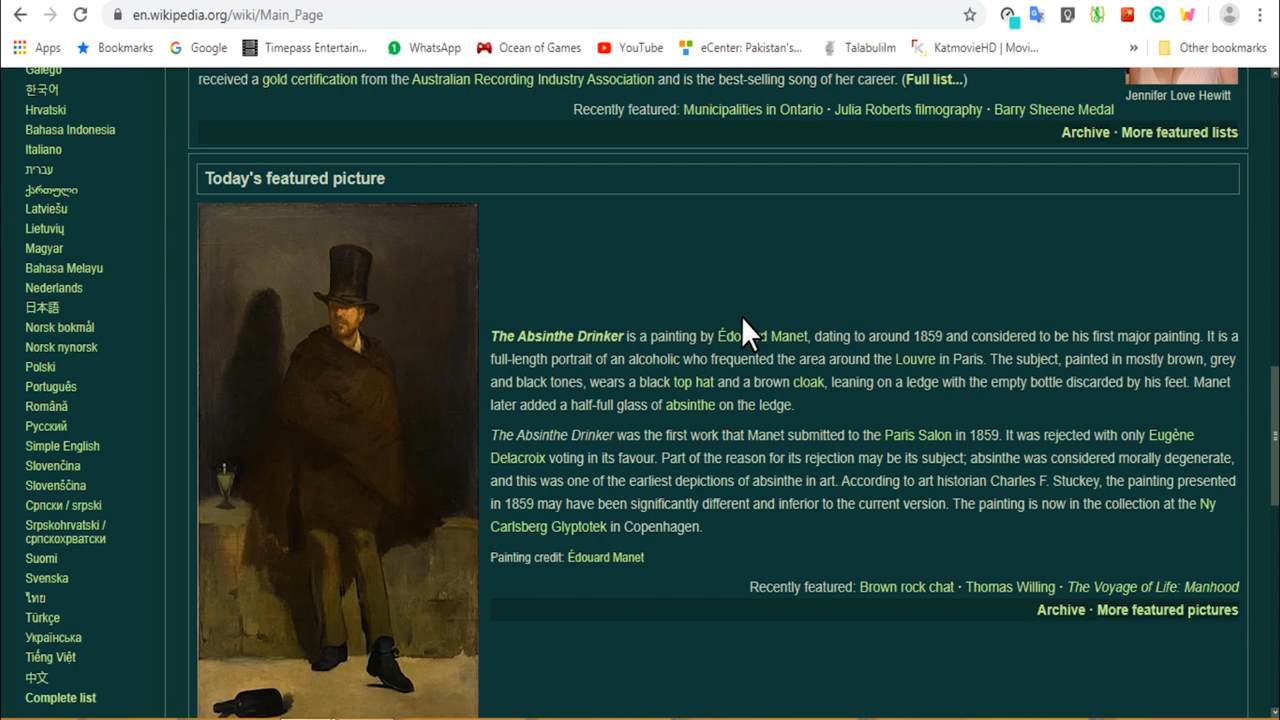 en.wikipedia.org/wiki/Main_Page
Apps Bookmarks Google Timepass Entertain... WhatsApp Ocean of Games YouTube eCenter: Pakistan's... Talabulilm KatmovieHD | Movi... » Other bookmarks
Galego
한국어
Hrvatski
Bahasa Indonesia
Italiano
עברית
ქართული
Latviešu
Lietuvių
Magyar
Bahasa Melayu
Nederlands
日本語
Norsk bokmål
Norsk nynorsk
Polski
Português
Română
Русский
Simple English
Slovenčina
Slovenščina
Српски / srpski
Srpskohrvatski /
српскохрватски
Suomi
Svenska
ไทย
Türkçe
Українська
Tiếng Việt
中文
Complete list
received a gold certification from the Australian Recording Industry Association and is the best-selling song of her career. (Full list...)
Jennifer Love Hewitt
Recently featured: Municipalities in Ontario · Julia Roberts filmography · Barry Sheene Medal
Archive · More featured lists
Today's featured picture
The Absinthe Drinker is a painting by Édouard Manet, dating to around 1859 and considered to be his first major painting. It is a
full-length portrait of an alcoholic who frequented the area around the Louvre in Paris. The subject, painted in mostly brown, grey
and black tones, wears a black top hat and a brown cloak, leaning on a ledge with the empty bottle discarded by his feet. Manet
later added a half-full glass of absinthe on the ledge.
The Absinthe Drinker was the first work that Manet submitted to the Paris Salon in 1859. It was rejected with only Eugène
Delacroix voting in its favour. Part of the reason for its rejection may be its subject; absinthe was considered morally degenerate,
and this was one of the earliest depictions of absinthe in art. According to art historian Charles F. Stuckey, the painting presented
in 1859 may have been significantly different and inferior to the current version. The painting is now in the collection at the Ny
Carlsberg Glyptotek in Copenhagen.
Painting credit: Édouard Manet
Recently featured: Brown rock chat · Thomas Willing · The Voyage of Life: Manhood
Archive · More featured pictures